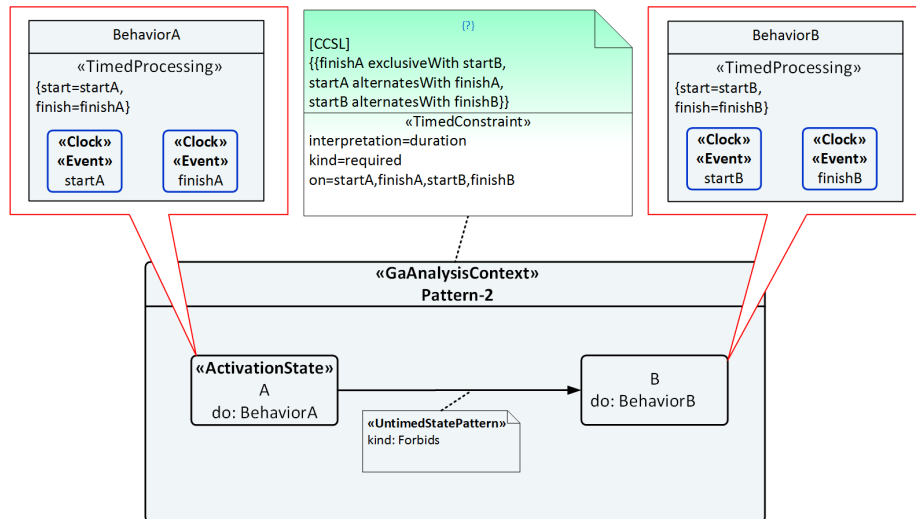 BehaviorA
«TimedProcessing»
{start=startA,
finish=finishA}
«Clock»
«Event»
startA
«Clock»
«Event»
finishA
{?}
[CCSL]
{{finishA exclusiveWith startB,
startA alternatesWith finishA,
startB alternatesWith finishB}}
«TimedConstraint»
interpretation=duration
kind=required
on=startA,finishA,startB,finishB
BehaviorB
«TimedProcessing»
{start=startB,
finish=finishB}
«Clock»
«Event»
startB
«Clock»
«Event»
finishB
«GaAnalysisContext»
Pattern-2
«ActivationState»
A
do: BehaviorA
B
do: BehaviorB
«UntimedStatePattern»
kind: Forbids